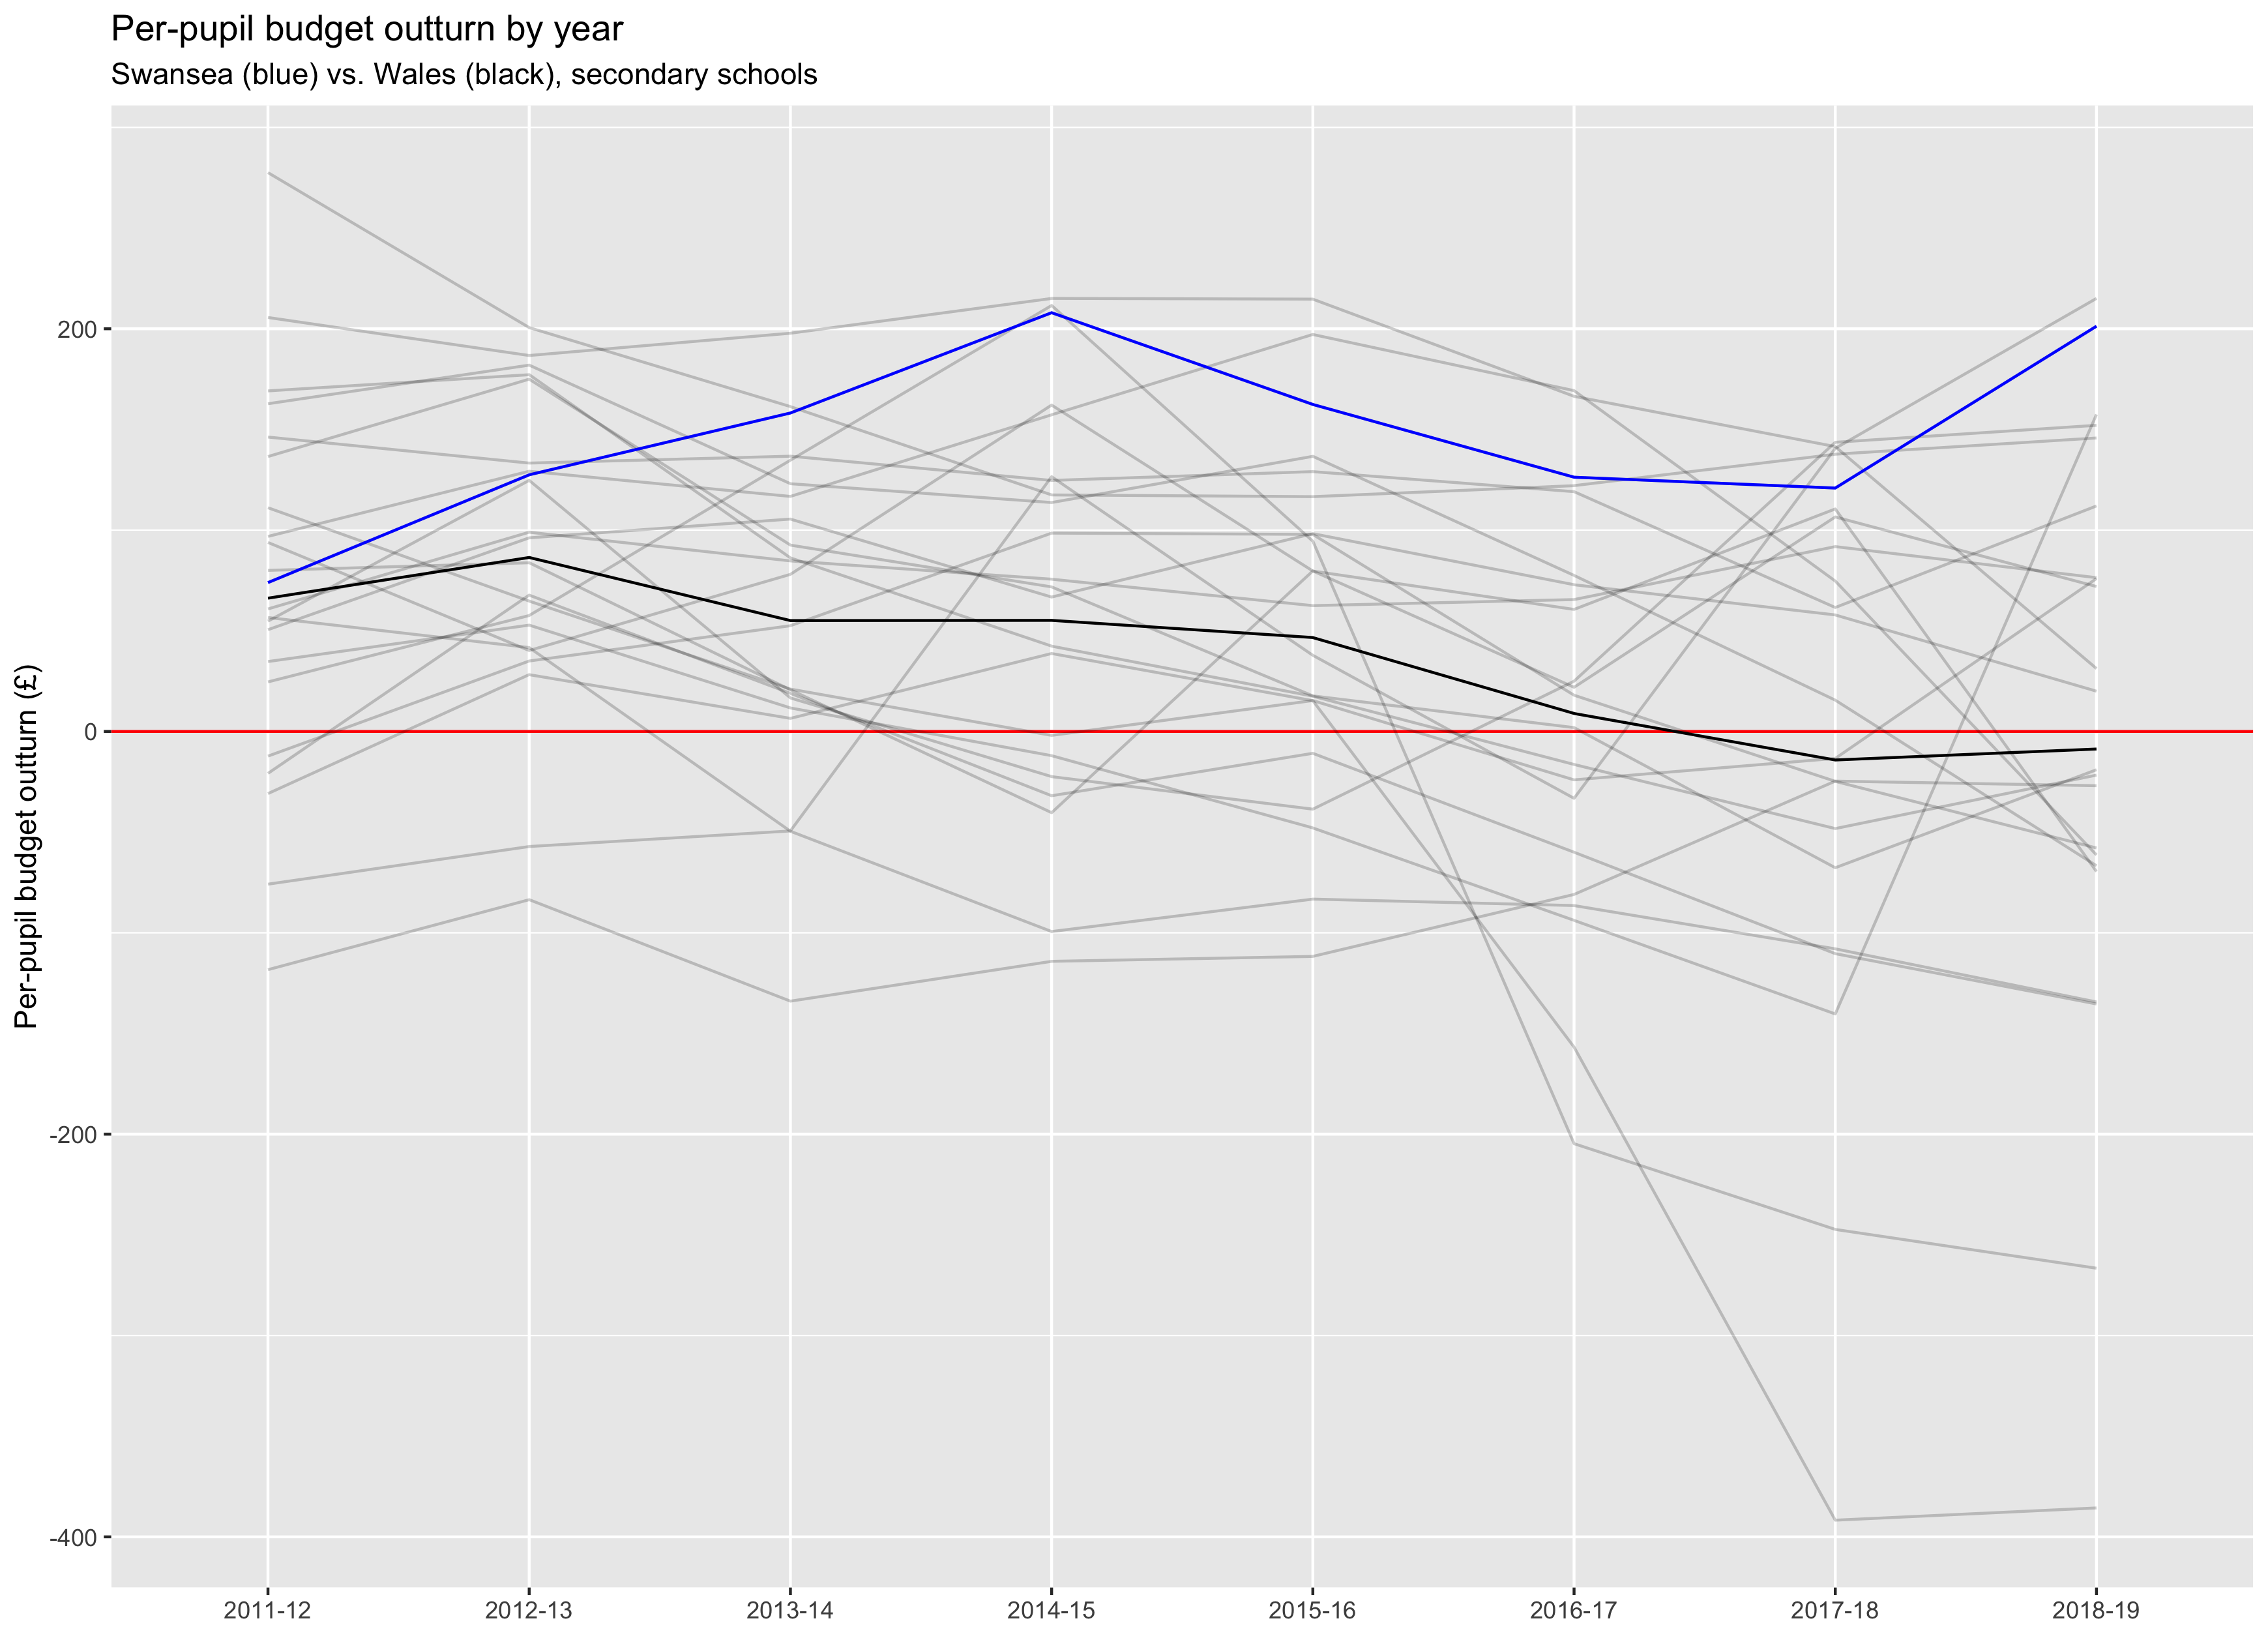 Per-pupil budget outturn by year
Swansea (blue) vs. Wales (black), secondary schools
Per-pupil budget outturn (£)
200
0
-200
-400
2011-12 2012-13 2013-14 2014-15 2015-16 2016-17 2017-18 2018-19